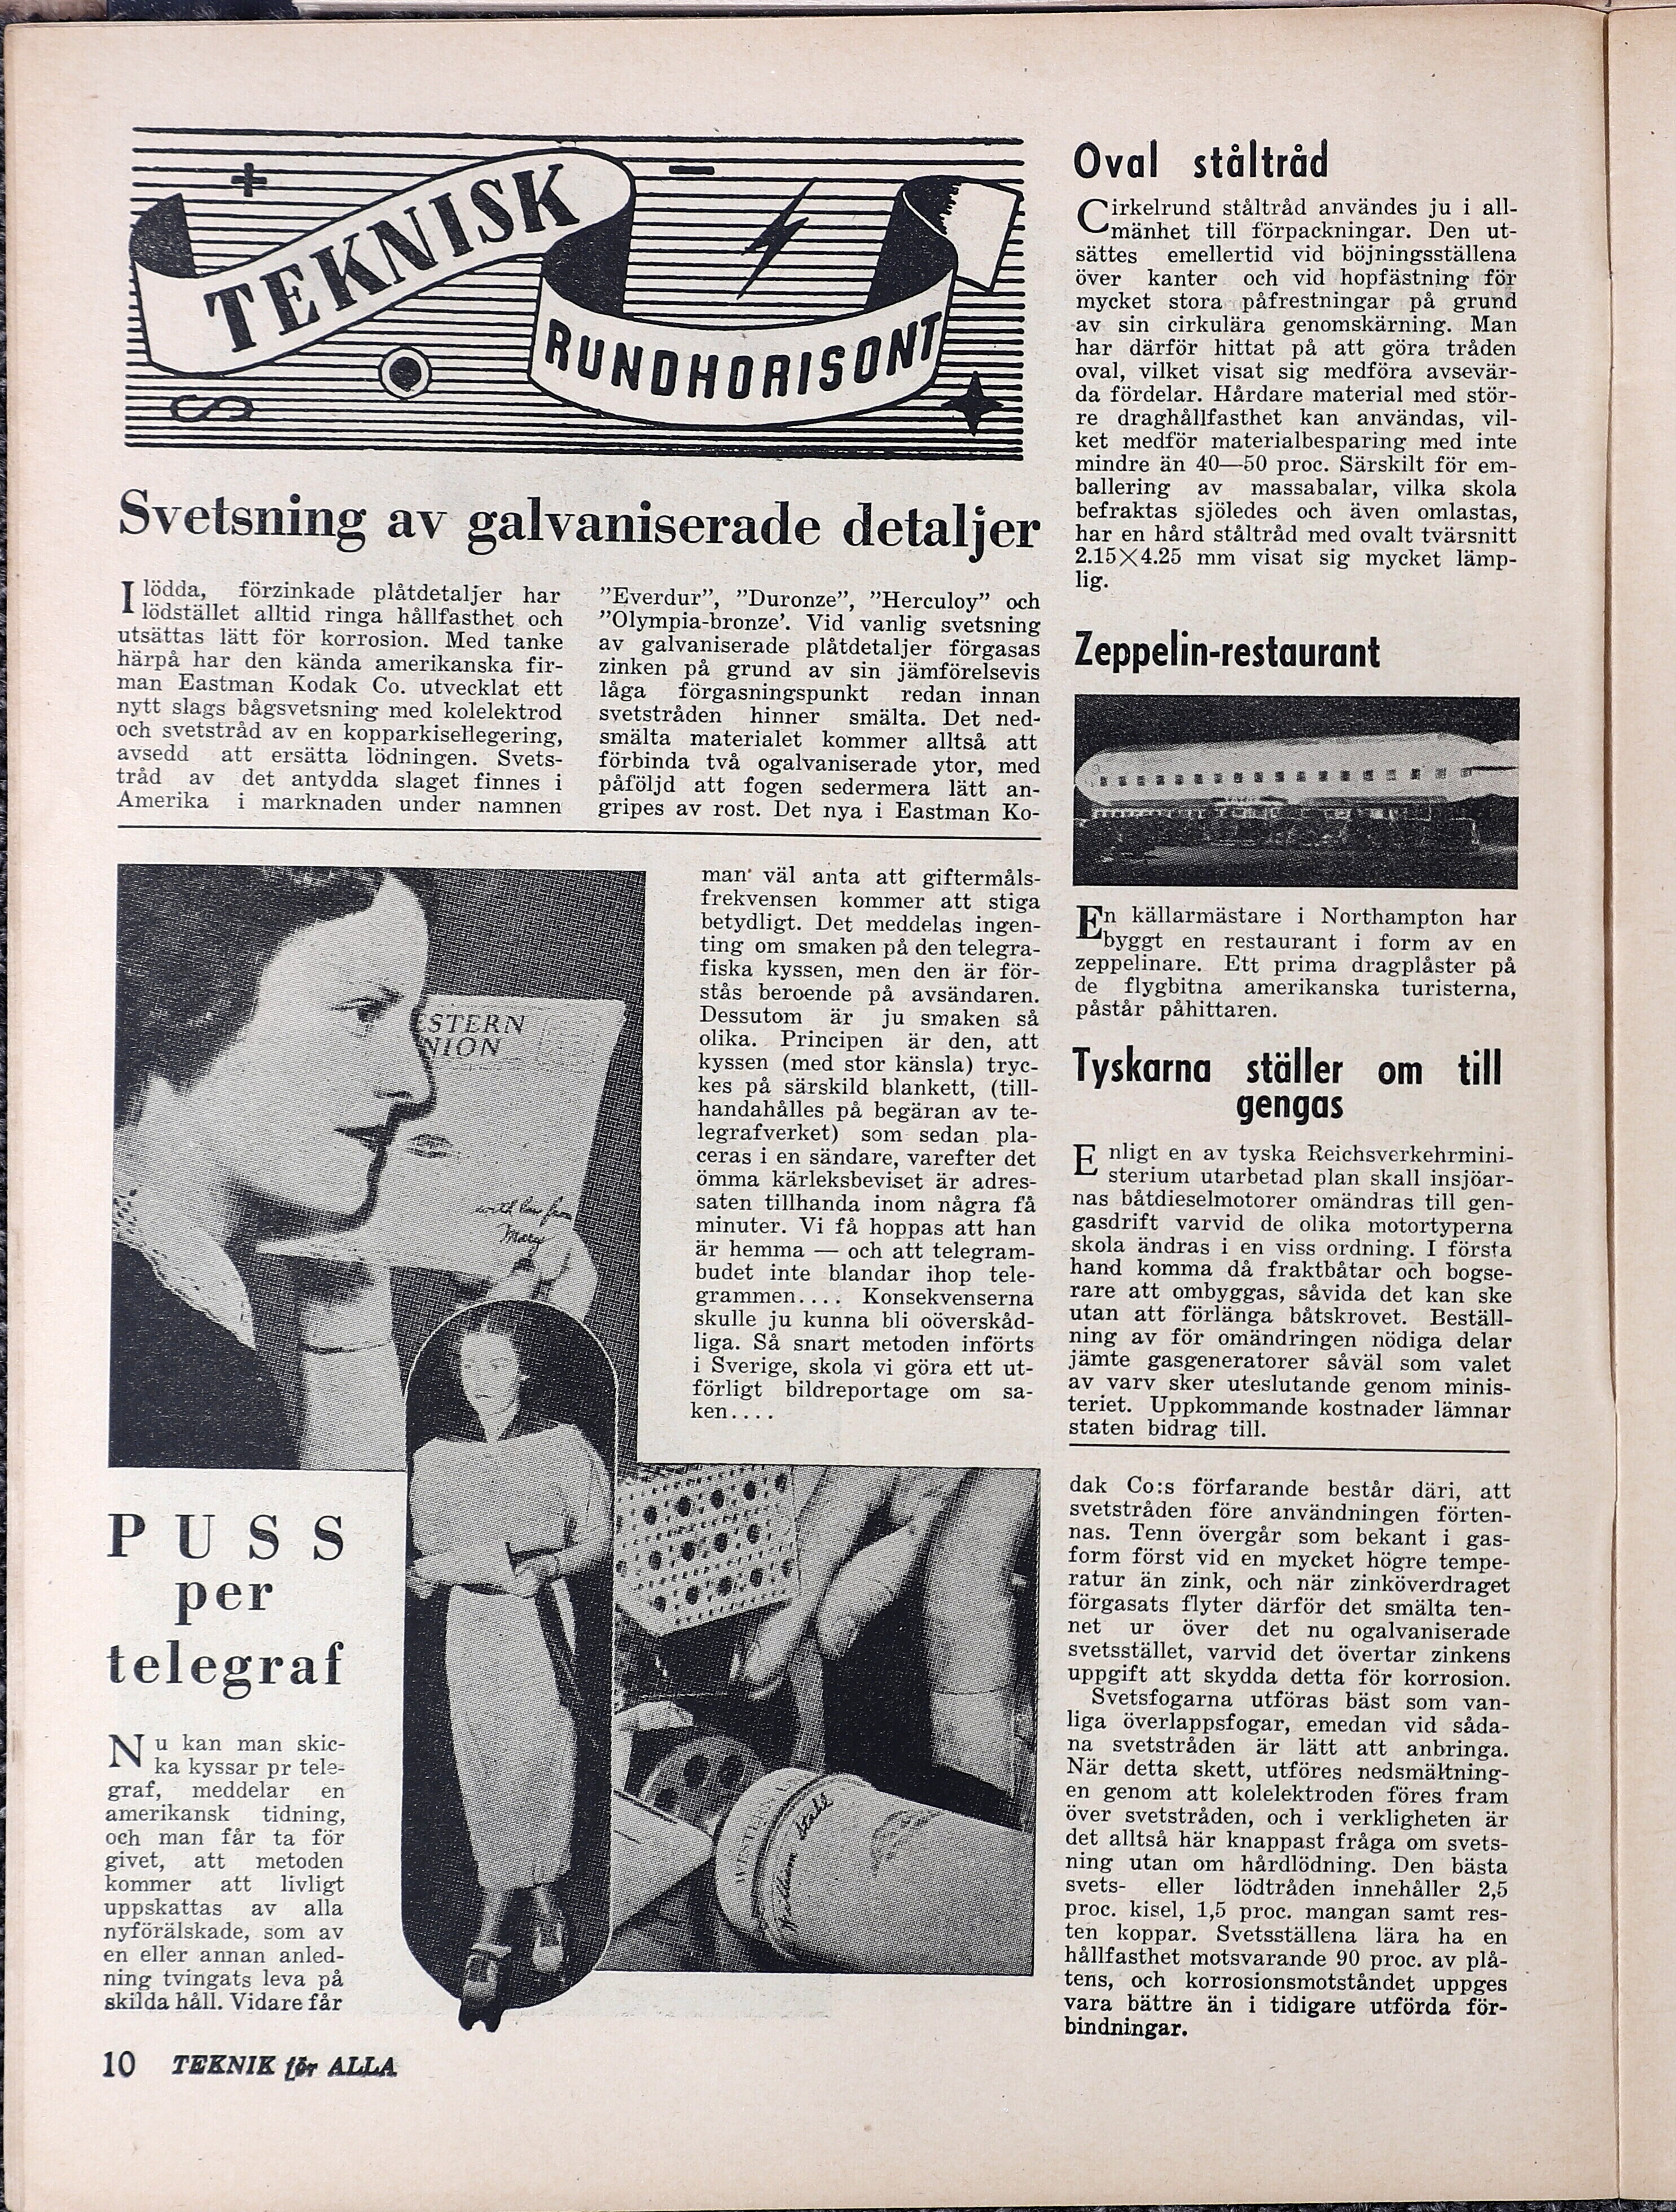 TEKNISK
RUNDHORISONT
Svetsning av galvaniserade detaljer
I lödda, förzinkade plåtdetaljer har
lödstället alltid ringa hållfasthet och
utsättas lätt för korrosion. Med tanke
härpå har den kända amerikanska fir-
man Eastman Kodak Co. utvecklat ett
nytt slags bågsvetsning med kolelektrod
och svetstråd av en kopparkisellegering,
avsedd att ersätta lödningen. Svets-
tråd av det antydda slaget finnes i
Amerika i marknaden under namnen
”Everdur”, ”Duronze”, ”Herculoy” och
”Olympia-bronze’. Vid vanlig svetsning
av galvaniserade plåtdetaljer förgasas
zinken på grund av sin jämförelsevis
låga förgasningspunkt redan innan
svetstråden hinner smälta. Det ned-
smälta materialet kommer alltså att
förbinda två ogalvaniserade ytor, med
påföljd att fogen sedermera lätt an-
gripes av rost. Det nya i Eastman Ko-
dak Co:s förfarande består däri, att
svetstråden före användningen förten-
nas. Tenn övergår som bekant i gas-
form först vid en mycket högre tempe-
ratur än zink, och när zinköverdraget
förgasats flyter därför det smälta ten-
net ur över det nu ogalvaniserade
svetsstället, varvid det övertar zinkens
uppgift att skydda detta för korrosion.
Svetsfogarna utföras bäst som van-
liga överlappsfogar, emedan vid såda-
na svetstråden är lätt att anbringa.
När detta skett, utföres nedsmältning-
en genom att kolelektroden föres fram
över svetstråden, och i verkligheten är
det alltså här knappast fråga om svets-
ning utan om hårdlödning. Den bästa
svets- eller lödtråden innehåller 2,5
proc. kisel, 1,5 proc. mangan samt res-
ten koppar. Svetsställena lära ha en
hållfasthet motsvarande 90 proc. av plå-
tens, och korrosionsmotståndet uppges
vara bättre än i tidigare utförda för-
bindningar.
ESTERN
NION
with love from
Mary
PUSS
per
telegraf
Nu kan man skic-
ka kyssar pr tele-
graf, meddelar en
amerikansk tidning,
och man får ta för
givet, att metoden
kommer att livligt
uppskattas av alla
nyförälskade, som av
en eller annan anled-
ning tvingats leva på
skilda håll. Vidare får
man väl anta att giftermåls-
frekvensen kommer att stiga
betydligt. Det meddelas ingen-
ting om smaken på den telegra-
fiska kyssen, men den är för-
stås beroende på avsändaren.
Dessutom är ju smaken så
olika. Principen är den, att
kyssen (med stor känsla) tryc-
kes på särskild blankett, (till-
handahålles på begäran av te-
legrafverket) som sedan pla-
ceras i en sändare, varefter det
ömma kärleksbeviset är adres-
saten tillhanda inom några få
minuter. Vi få hoppas att han
är hemma — och att telegram-
budet inte blandar ihop tele-
grammen.... Konsekvenserna
skulle ju kunna bli oöverskåd-
liga. Så snart metoden införts
i Sverige, skola vi göra ett ut-
förligt bildreportage om sa-
ken....
WESTERN
William Stahl
Oval ståltråd
Cirkelrund ståltråd användes ju i all-
mänhet till förpackningar. Den ut-
sättes emellertid vid böjningsställena
över kanter och vid hopfästning för
mycket stora påfrestningar på grund
av sin cirkulära genomskärning. Man
har därför hittat på att göra tråden
oval, vilket visat sig medföra avsevär-
da fördelar. Hårdare material med stör-
re draghållfasthet kan användas, vil-
ket medför materialbesparing med inte
mindre än 40—50 proc. Särskilt för em-
ballering av massabalar, vilka skola
befraktas sjöledes och även omlastas,
har en hård ståltråd med ovalt tvärsnitt
2.15×4.25 mm visat sig mycket lämp-
lig.
Zeppelin-restaurant
En källarmästare i Northampton har
byggt en restaurant i form av en
zeppelinare. Ett prima dragplåster på
de flygbitna amerikanska turisterna,
påstår påhittaren.
Tyskarna ställer om till
gengas
Enligt en av tyska Reichsverkehrmini-
sterium utarbetad plan skall insjöar-
nas båtdieselmotorer omändras till gen-
gasdrift varvid de olika motortyperna
skola ändras i en viss ordning. I första
hand komma då fraktbåtar och bogse-
rare att ombyggas, såvida det kan ske
utan att förlänga båtskrovet. Beställ-
ning av för omändringen nödiga delar
jämte gasgeneratorer såväl som valet
av varv sker uteslutande genom minis-
teriet. Uppkommande kostnader lämnar
staten bidrag till.
10 TEKNIK för ALLA